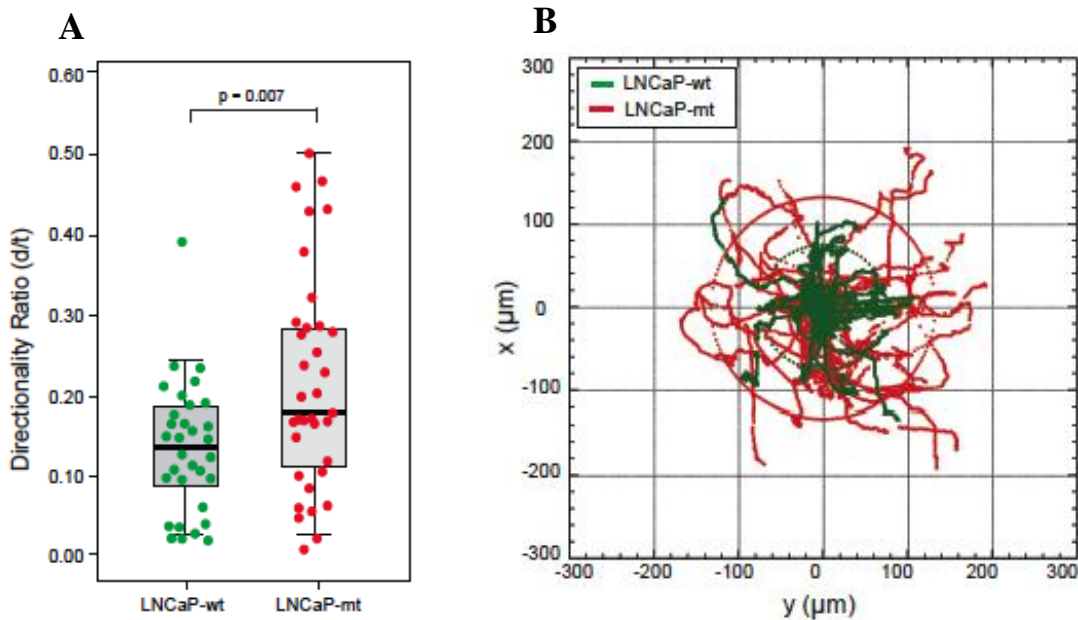 A
Directionality Ratio (d/t)
0.60
0.50
0.40
0.30
0.20
0.10
0.00
p = 0.007
LNCaP-wt
LNCaP-mt
B
LNCaP-wt
LNCaP-mt
x (µm)
300
200
100
0
-100
-200
-300
-300
-200
-100
0
100
200
300
y (µm)